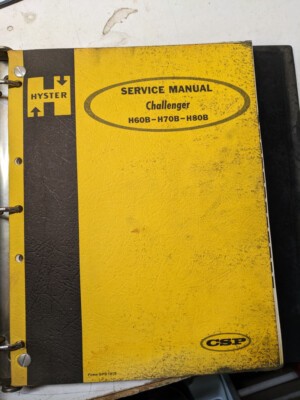 HYSTER
SERVICE MANUAL
Challenger
H60B-H70B-H80B
CSP